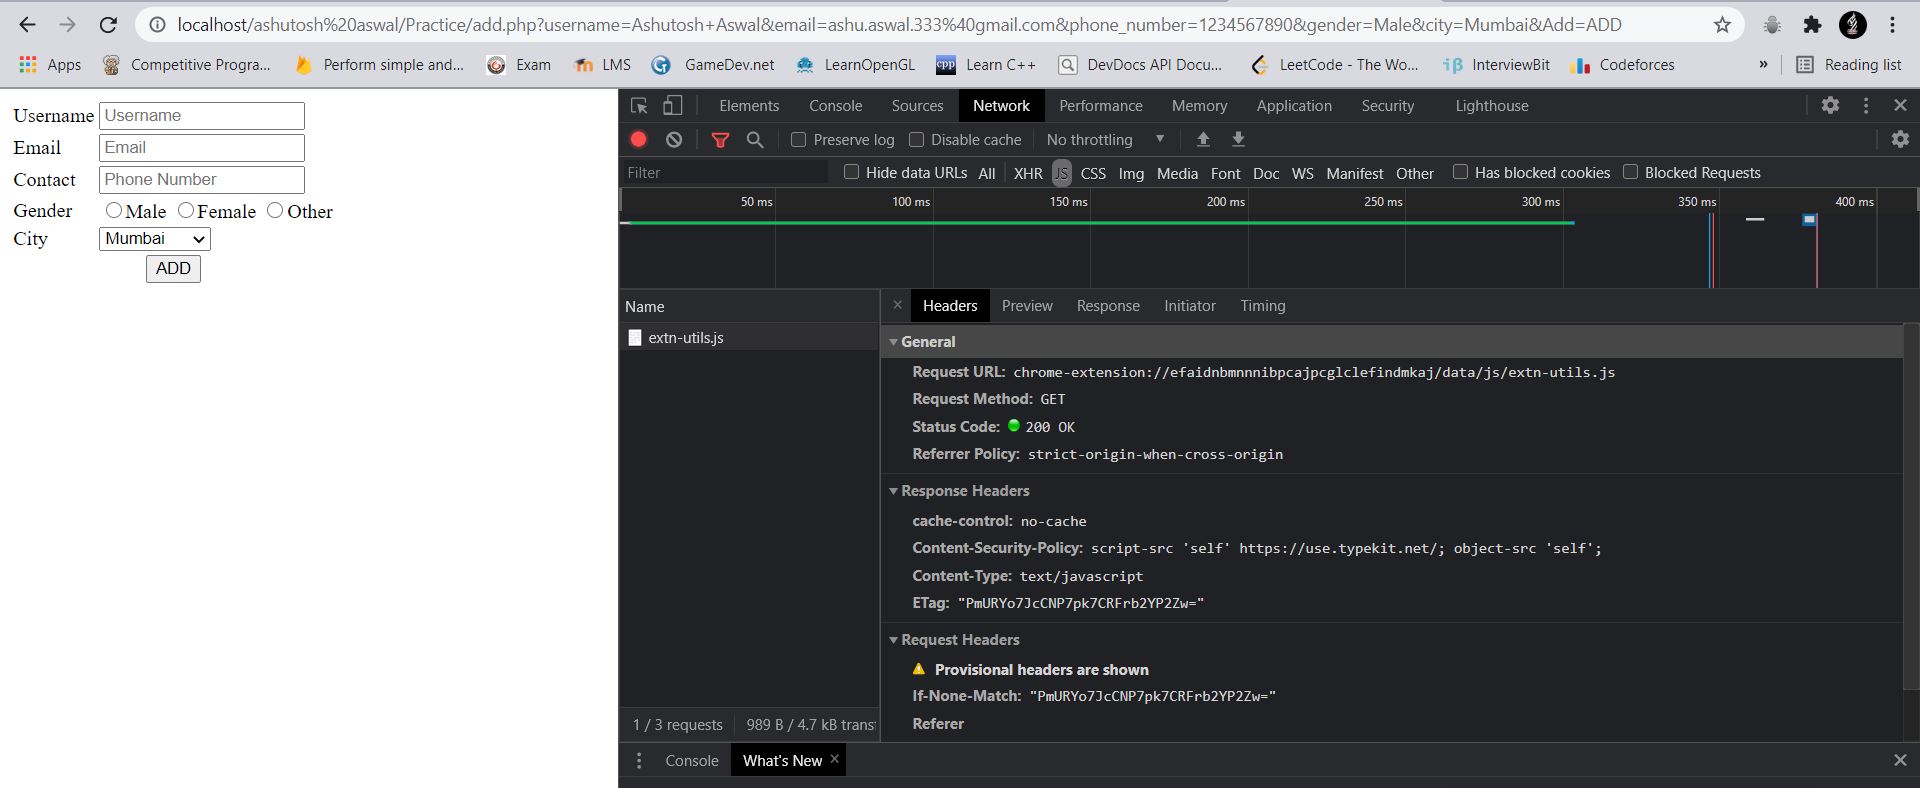 localhost/ashutosh%20aswal/Practice/add.php?username=Ashutosh+Aswal&email=ashu.aswal.333%40gmail.com&phone_number=1234567890&gender=Male&city=Mumbai&Add=ADD
Apps Competitive Progra... Perform simple and... Exam LMS GameDev.net LearnOpenGL cpp Learn C++ DevDocs API Docu... LeetCode - The Wo... InterviewBit Codeforces » Reading list
Username Username
Email Email
Contact Phone Number
Gender Male Female Other
City Mumbai
ADD
Elements Console Sources Network Performance Memory Application Security Lighthouse
Preserve log Disable cache No throttling
Filter Hide data URLs All XHR JS CSS Img Media Font Doc WS Manifest Other Has blocked cookies Blocked Requests
50 ms 100 ms 150 ms 200 ms 250 ms 300 ms 350 ms 400 ms
Name
extn-utils.js
1 / 3 requests 989 B / 4.7 kB transf
× Headers Preview Response Initiator Timing
General
Request URL: chrome-extension://efaidnbmnnnibpcajpcglclefindmkaj/data/js/extn-utils.js
Request Method: GET
Status Code: 200 OK
Referrer Policy: strict-origin-when-cross-origin
Response Headers
cache-control: no-cache
Content-Security-Policy: script-src 'self' https://use.typekit.net/; object-src 'self';
Content-Type: text/javascript
ETag: "PmURYo7JcCNP7pk7CRFrb2YP2Zw="
Request Headers
Provisional headers are shown
If-None-Match: "PmURYo7JcCNP7pk7CRFrb2YP2Zw="
Referer
Console What's New ×